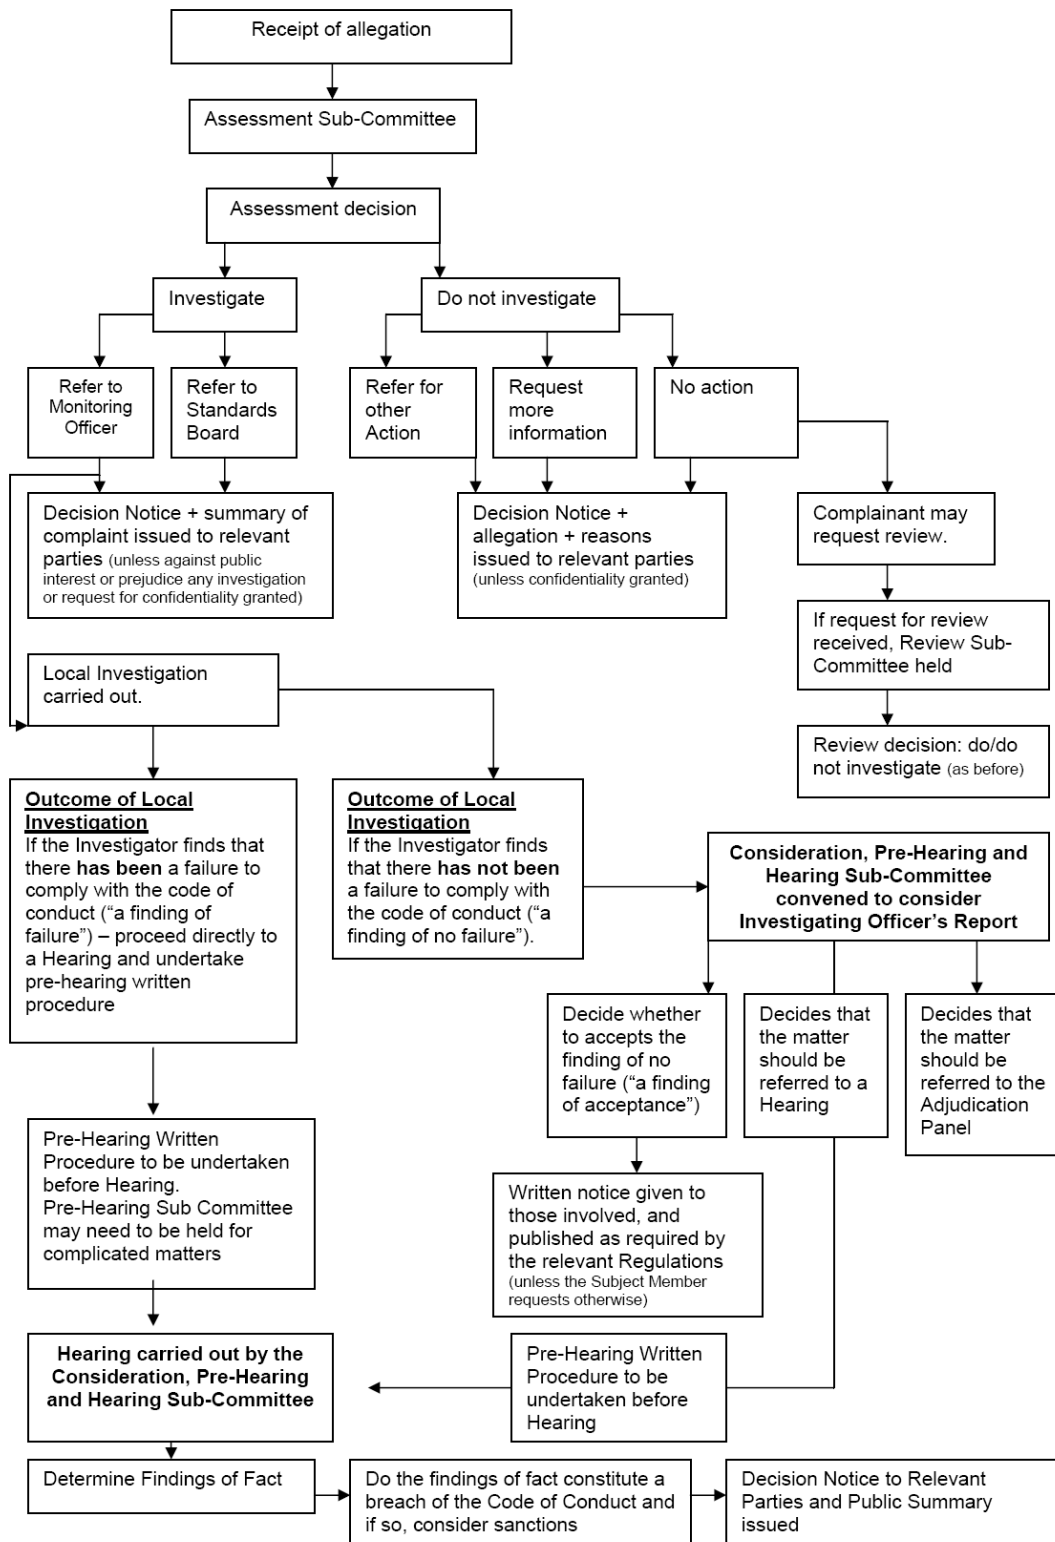 Receipt of allegation
Assessment Sub-Committee
Assessment decision
Investigate
Do not investigate
Refer to
Monitoring
Officer
Refer to
Standards
Board
Refer for
other
Action
Request
more
information
No action
Decision Notice + summary of
complaint issued to relevant
parties (unless against public
interest or prejudice any investigation
or request for confidentiality granted)
Decision Notice +
allegation + reasons
issued to relevant parties
(unless confidentiality granted)
Complainant may
request review.
If request for review
received, Review Sub-
Committee held
Review decision: do/do
not investigate (as before)
Local Investigation
carried out.
Outcome of Local
Investigation
If the Investigator finds that
there has been a failure to
comply with the code of
conduct (“a finding of
failure”) – proceed directly to
a Hearing and undertake
pre-hearing written
procedure
Outcome of Local
Investigation
If the Investigator finds
that there has not been
a failure to comply with
the code of conduct (“a
finding of no failure”).
Consideration, Pre-Hearing and
Hearing Sub-Committee
convened to consider
Investigating Officer’s Report
Decide whether
to accepts the
finding of no
failure (“a finding
of acceptance”)
Decides that
the matter
should be
referred to a
Hearing
Decides that
the matter
should be
referred to the
Adjudication
Panel
Written notice given to
those involved, and
published as required by
the relevant Regulations
(unless the Subject Member
requests otherwise)
Pre-Hearing Written
Procedure to be undertaken
before Hearing.
Pre-Hearing Sub Committee
may need to be held for
complicated matters
Pre-Hearing Written
Procedure to be
undertaken before
Hearing
Hearing carried out by the
Consideration, Pre-Hearing
and Hearing Sub-Committee
Determine Findings of Fact
Do the findings of fact constitute a
breach of the Code of Conduct and
if so, consider sanctions
Decision Notice to Relevant
Parties and Public Summary
issued